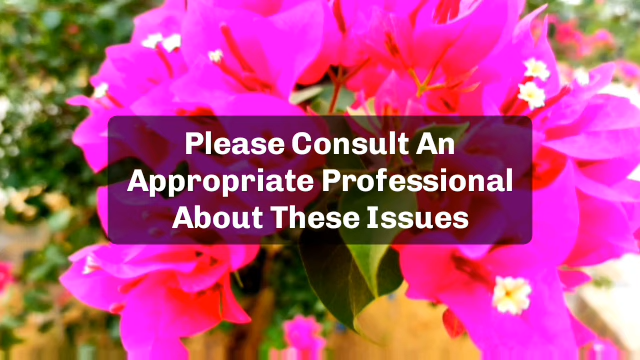 Please Consult An
Appropriate Professional
About These Issues